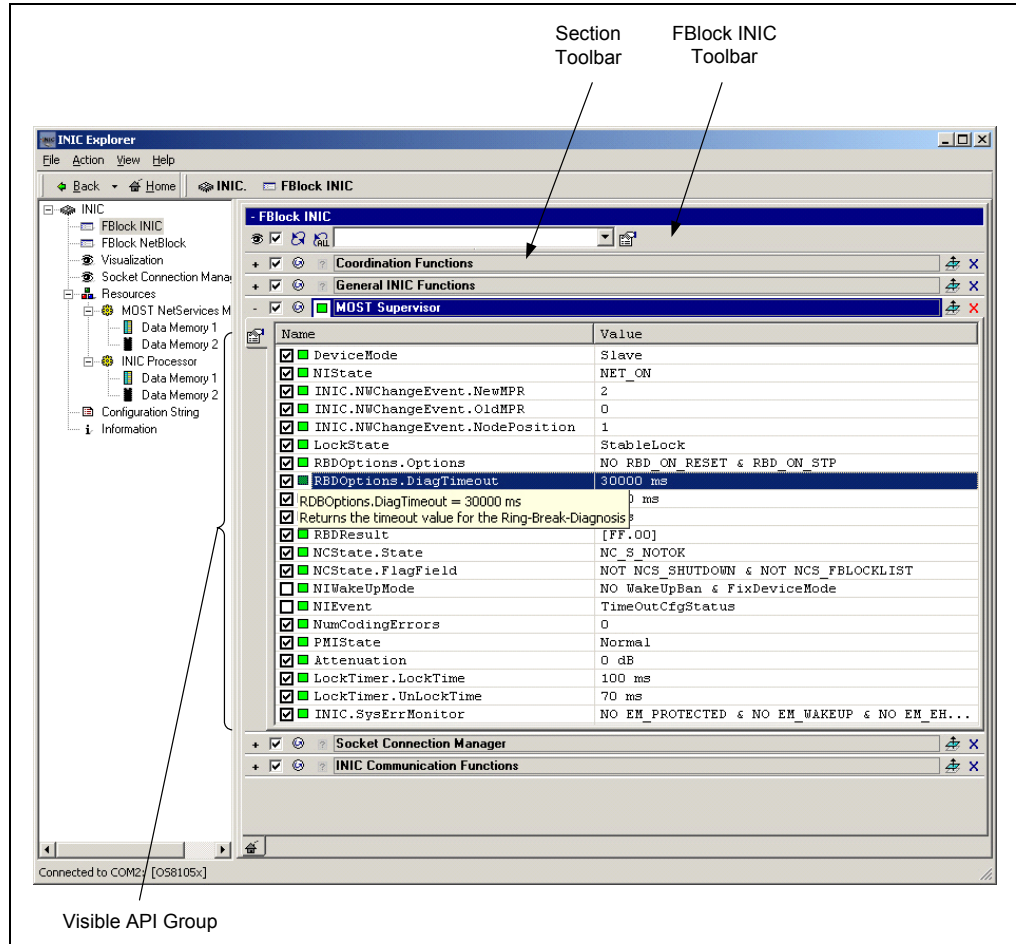 Section
Toolbar
FBlock INIC
Toolbar
INIC Explorer
File Action View Help
Back Home INIC. FBlock INIC
INIC
FBlock INIC
FBlock NetBlock
Visualization
Socket Connection Mana
Resources
MOST NetServices M
Data Memory 1
Data Memory 2
INIC Processor
Data Memory 1
Data Memory 2
Configuration String
Information
- FBlock INIC
ALL
+ ? Coordination Functions X
+ ? General INIC Functions X
- MOST Supervisor X
Name Value
DeviceMode Slave
NIState NET_ON
INIC.NWChangeEvent.NewMPR 2
INIC.NWChangeEvent.OldMPR 0
INIC.NWChangeEvent.NodePosition 1
LockState StableLock
RBDOptions.Options NO RBD_ON_RESET & RBD_ON_STP
RBDOptions.DiagTimeout 30000 ms
RDBOptions.DiagTimeout = 30000 ms
ms
Returns the timeout value for the Ring-Break-Diagnosis
RBDResult [FF.00]
NCState.State NC_S_NOTOK
NCState.FlagField NOT NCS_SHUTDOWN & NOT NCS_FBLOCKLIST
NIWakeUpMode NO WakeUpBan & FixDeviceMode
NIEvent TimeOutCfgStatus
NumCodingErrors 0
PMIState Normal
Attenuation 0 dB
LockTimer.LockTime 100 ms
LockTimer.UnLockTime 70 ms
INIC.SysErrMonitor NO EM_PROTECTED & NO EM_WAKEUP & NO EM_EH...
+ ? Socket Connection Manager X
+ ? INIC Communication Functions X
Connected to COM2: [OS8105x]
Visible API Group